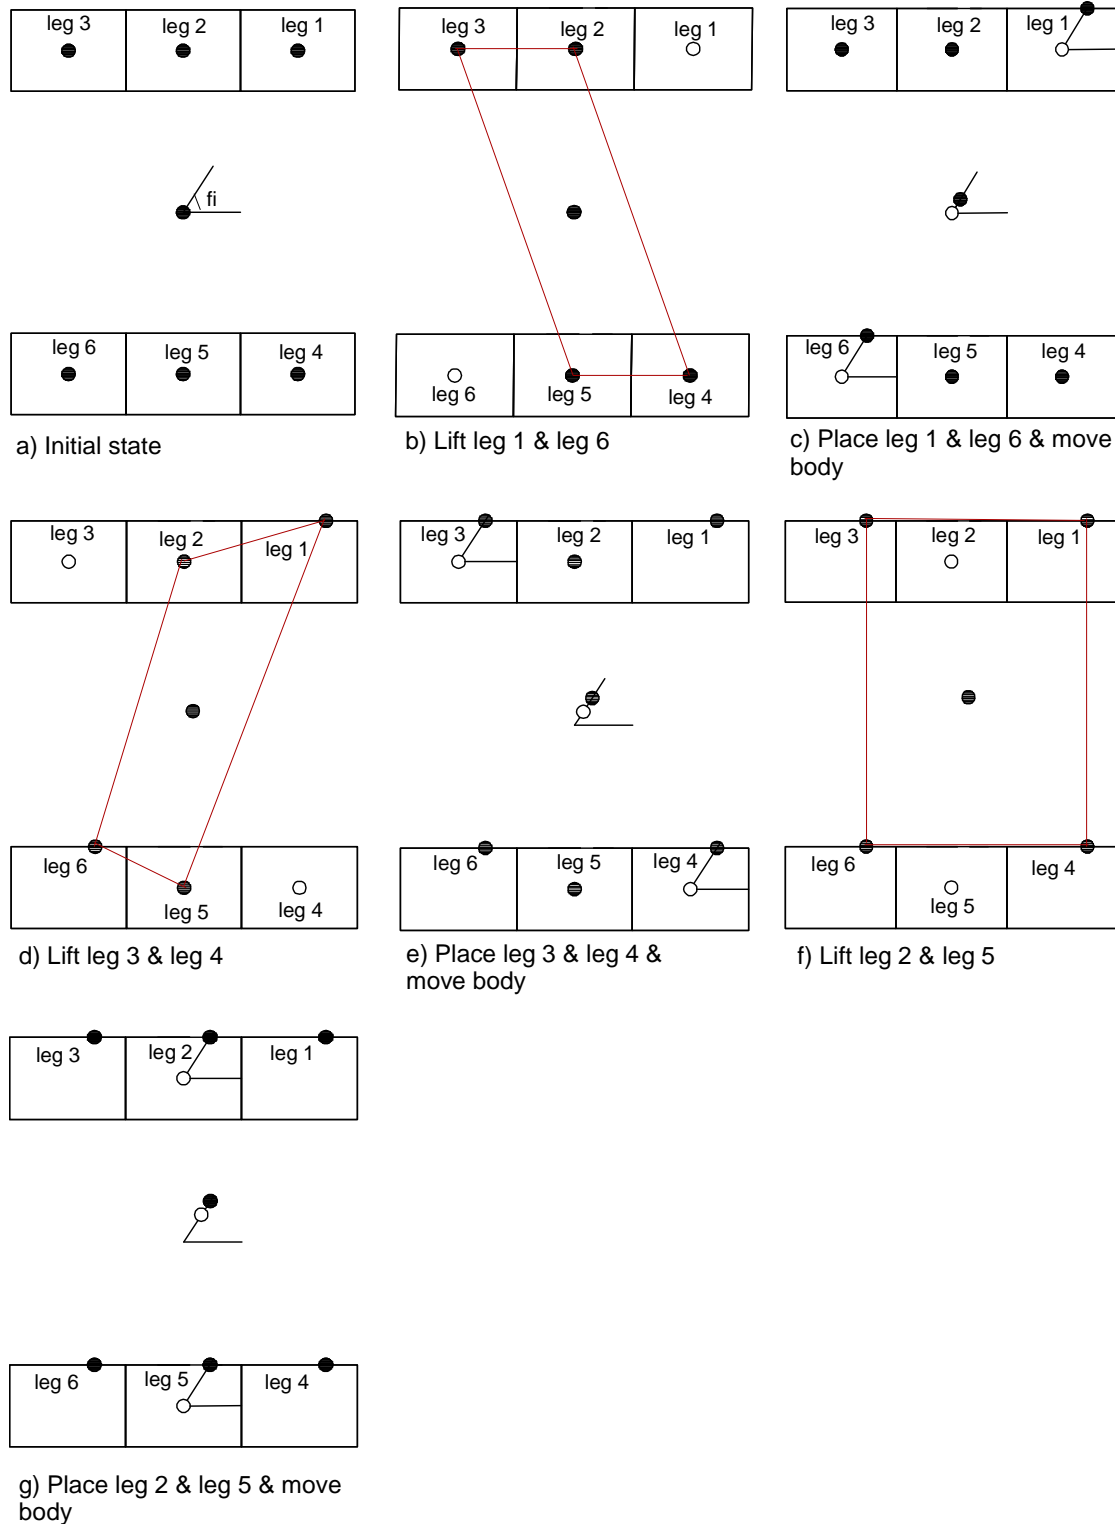 leg 3 leg 2 leg 1
fi
leg 6 leg 5 leg 4
a) Initial state
leg 3 leg 2 leg 1
leg 6 leg 5 leg 4
b) Lift leg 1 & leg 6
leg 3 leg 2 leg 1
leg 6 leg 5 leg 4
c) Place leg 1 & leg 6 & move
body
leg 3 leg 2 leg 1
leg 6 leg 5 leg 4
d) Lift leg 3 & leg 4
leg 3 leg 2 leg 1
leg 6 leg 5 leg 4
e) Place leg 3 & leg 4 &
move body
leg 3 leg 2 leg 1
leg 6 leg 5 leg 4
f) Lift leg 2 & leg 5
leg 3 leg 2 leg 1
leg 6 leg 5 leg 4
g) Place leg 2 & leg 5 & move
body